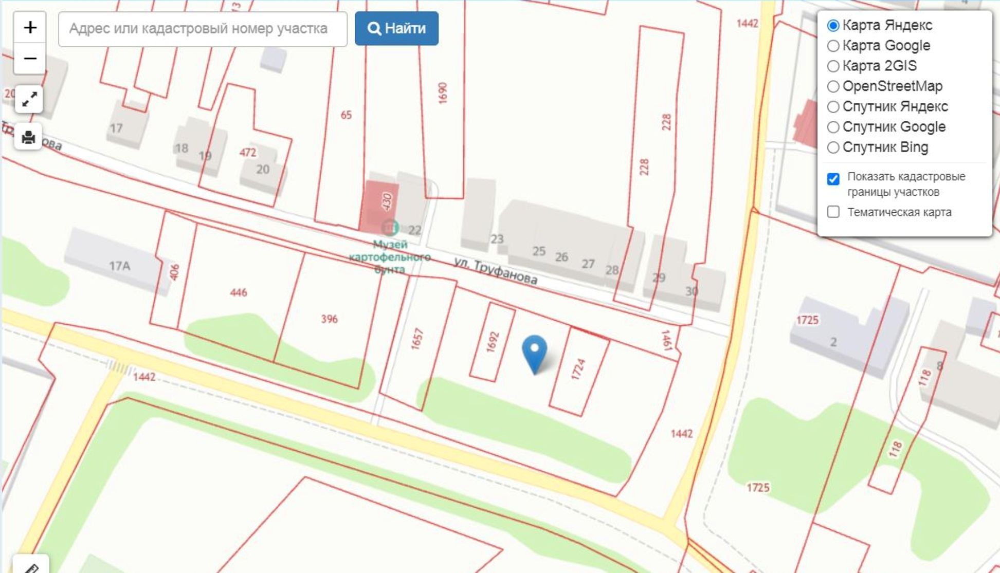 Адрес или кадастровый номер участка
Найти
+
−
Карта Яндекс
Карта Google
Карта 2GIS
OpenStreetMap
Спутник Яндекс
Спутник Google
Спутник Bing
Показать кадастровые
границы участков
Тематическая карта
13
1442
20
17
18
19
472
20
65
1690
228
228
430
22
Музей
картофельного
бунта
23
25
26
27
28
29
30
ул. Труфанова
17А
406
446
396
1657
1692
1724
1461
1725
2
8
118
118
1442
1442
1725